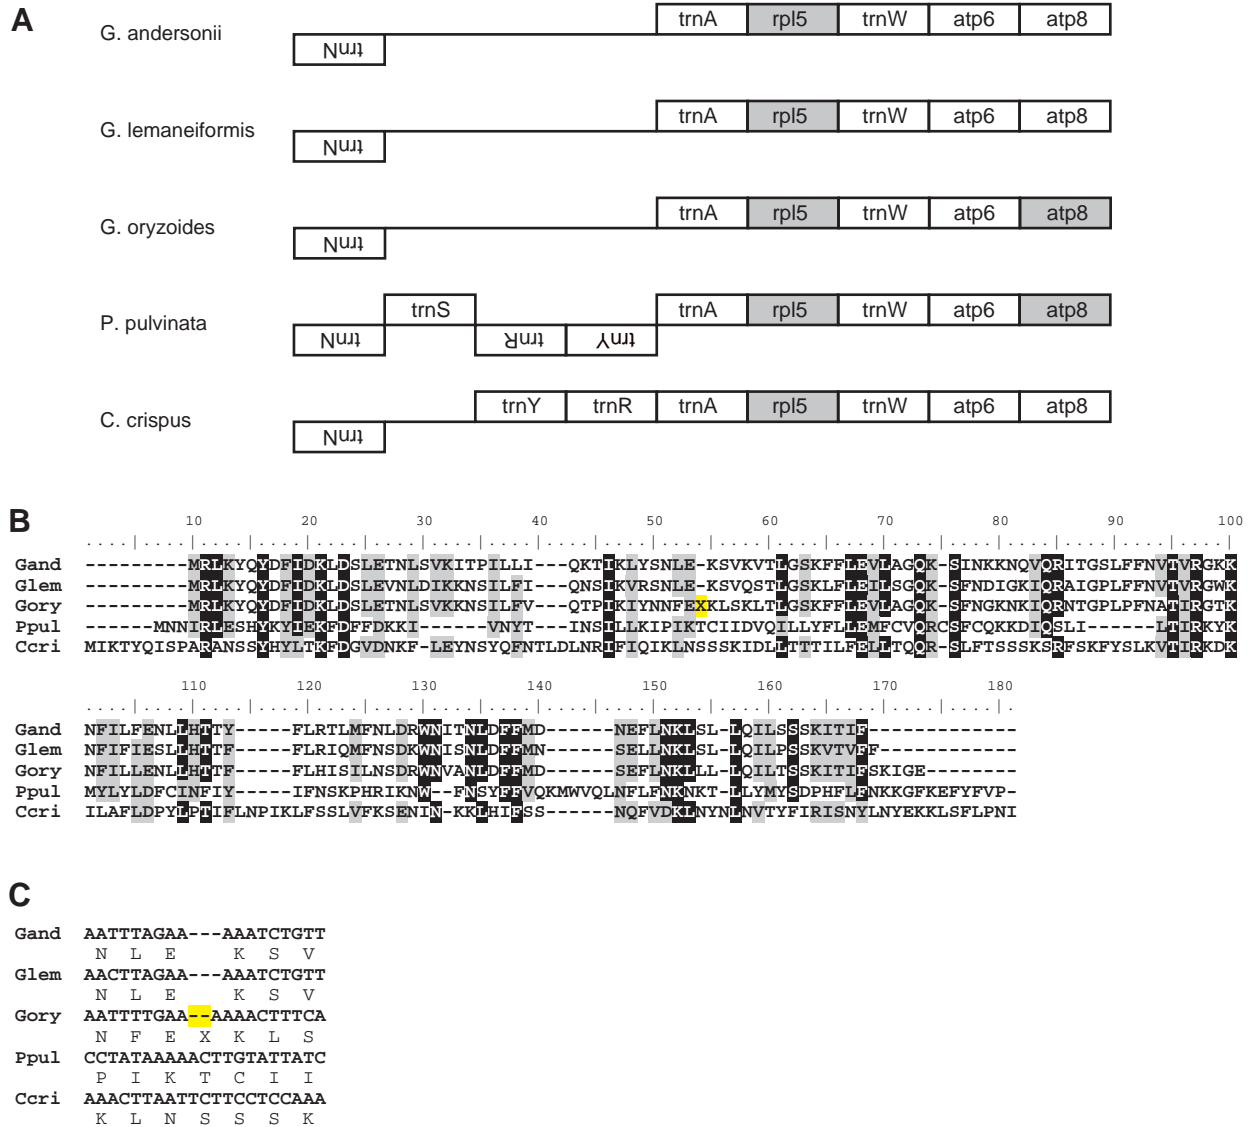 A
G. andersonii
trnN
trnA rpl5 trnW atp6 atp8
G. lemaneiformis
trnN
trnA rpl5 trnW atp6 atp8
G. oryzoides
trnN
trnA rpl5 trnW atp6 atp8
P. pulvinata
trnN trnS trnR trnY
trnA rpl5 trnW atp6 atp8
C. crispus
trnN
trnY trnR trnA rpl5 trnW atp6 atp8
B
10 20 30 40 50 60 70 80 90 100
Gand ---------MRLKYQYDFIDKLDSLETNLSVKITPILLI---QKTIKLYSNLE-KSVKVTLGSKFFLEVLAGQK-SINKKNQVQRITGSLFFNVTVRGKK
Glem ---------MRLKYQYDFIDKLDSLEVNLDIKKNSILFI---QNSIKVRSNLE-KSVQSTLGSKLFLEILSGQK-SFNDIGKIQRAIGPLFFNVTVRGWK
Gory ---------MRLKYQYDFIDKLDSLETNLSVKKNSILFV---QTPIKIYNNFEXKLSKLTLGSKFFLEVLAGQK-SFNGKNKIQRNTGPLPFNATIRGTK
Ppul ------MNNIRLESHYKYIEKFDFFDKKI------VNYT---INSILLKIPIKTCIIDVQILLYFLLEMFCVQRCSFCQKKDIQSLI------LTIRKYK
Ccri MIKTYQISPARANSSYHYLTKFDGVDNKF-LEYNSYQFNTLDLNRIFIQIKLNSSSKIDLLTTTILFELLTQQR-SLFTSSSKSRFSKFYSLKVTIRKDK
110 120 130 140 150 160 170 180
Gand NFILFENLLHTTY-----FLRTLMFNLDRWNITNLDFFMD-------NEFLNKLSL-LQILSSSKITIF-------------
Glem NFIFIESLLHTTF-----FLRIQMFNSDKWNISNLDFFMN-------SELLNKLSL-LQILPSSKVTVFF------------
Gory NFILLENLLHTTF-----FLHISILNSDRWNVANLDFFMD-------SEFLNKLLL-LQILTSSKITIFSKIGE--------
Ppul MYLYLDFCINFIY-----IFNSKPHRIKNW--FNSYFFVQKMWVQLNFLFNKNKT-LLYMYSDPHFLFNKKGFKEFYFVP-
Ccri ILAFLDPYLPTIFLNPIKLFSSLVFKSENIN-KKLHIFSS------NQFVDKLNYNLNVTYFIRISNYLNYEKKLSFLPNI
C
Gand AATTTAGAA---AAATCTGTT
N L E K S V
Glem AACTTAGAA---AAATCTGTT
N L E K S V
Gory AATTTTGAA--AAAACTTTCA
N F E X K L S
Ppul CCTATAAAAACTTGTATTATC
P I K T C I I
Ccri AAACTTAATTCTTCCTCCAAA
K L N S S S K